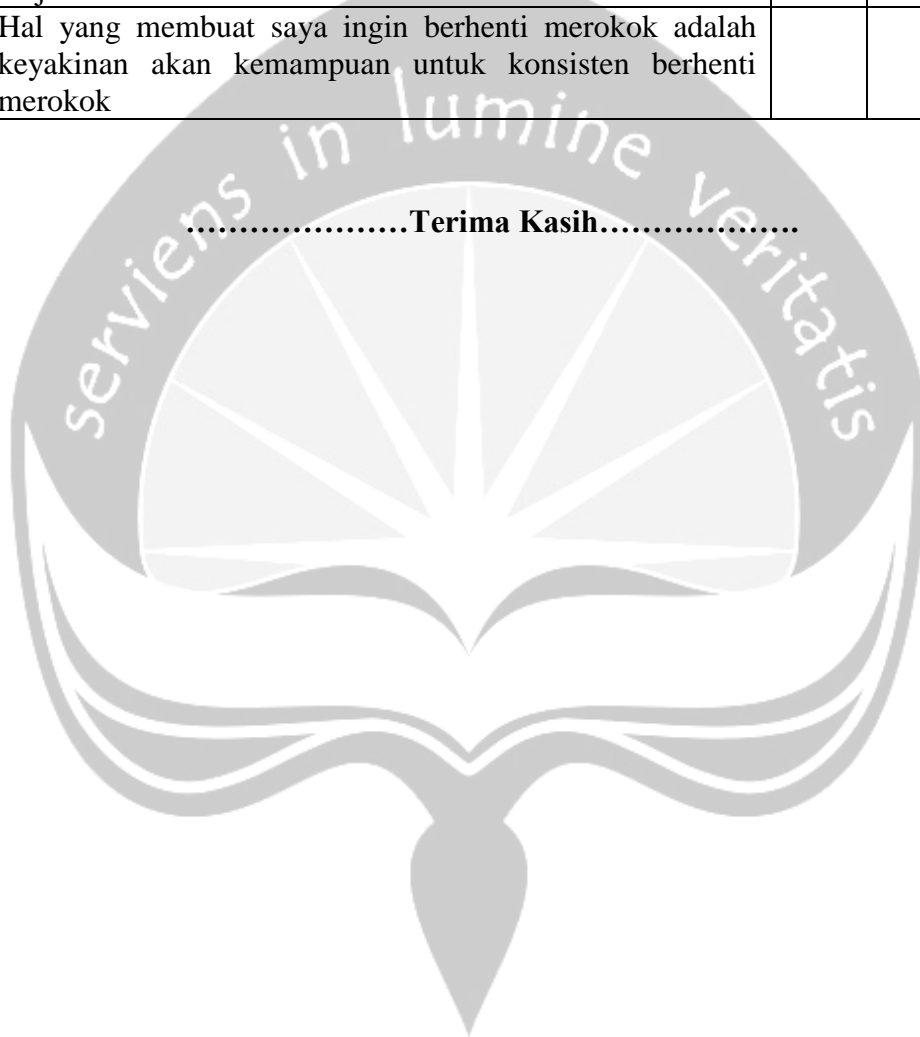 Hal yang membuat saya ingin berhenti merokok adalah
keyakinan akan kemampuan untuk konsisten berhenti
merokok
serviens in lumine veritatis
.....................Terima Kasih...................